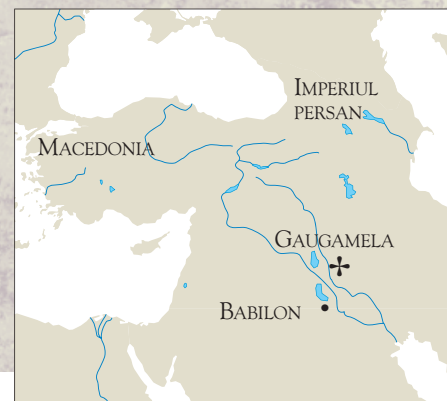 IMPERIUL
PERSAN
MACEDONIA
GAUGAMELA
BABILON